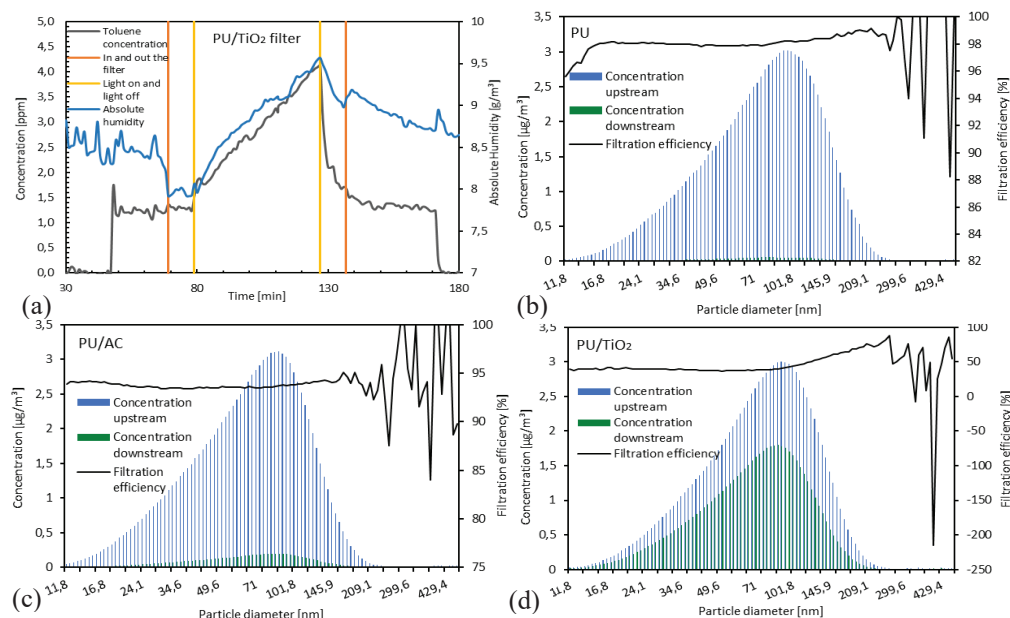 (a)
PU/TiO₂ filter
Toluene
concentration
In and out the
filter
Light on and
light off
Absolute
humidity
Concentration [ppm]
5,0
4,5
4,0
3,5
3,0
2,5
2,0
1,5
1,0
0,5
0,0
Absolute Humidity [g/m³]
10
9,5
9
8,5
8
7,5
7
30
80
130
180
Time [min]
(b)
PU
Concentration
upstream
Concentration
downstream
Filtration efficiency
Concentration [µg/m³]
3,5
3
2,5
2
1,5
1
0,5
0
Filtration efficiency [%]
100
98
96
94
92
90
88
86
84
82
11,8
16,8
24,1
34,6
49,6
71
101,8
145,9
209,1
299,6
429,4
Particle diameter [nm]
(c)
PU/AC
Concentration
upstream
Concentration
downstream
Filtration
efficiency
Concentration [µg/m³]
3,5
3
2,5
2
1,5
1
0,5
0
Filtration efficiency [%]
100
95
90
85
80
75
11,8
16,8
24,1
34,6
49,6
71
101,8
145,9
209,1
299,6
429,4
Particle diameter [nm]
(d)
PU/TiO₂
Concentration
upstream
Concentration
downstream
Filtration efficiency
Concentration [µg/m³]
3,5
3
2,5
2
1,5
1
0,5
0
Filtration efficiency [%]
100
50
0
-50
-100
-150
-200
-250
11,8
16,8
24,1
34,6
49,6
71
101,8
145,9
209,1
299,6
429,4
Particle diameter [nm]